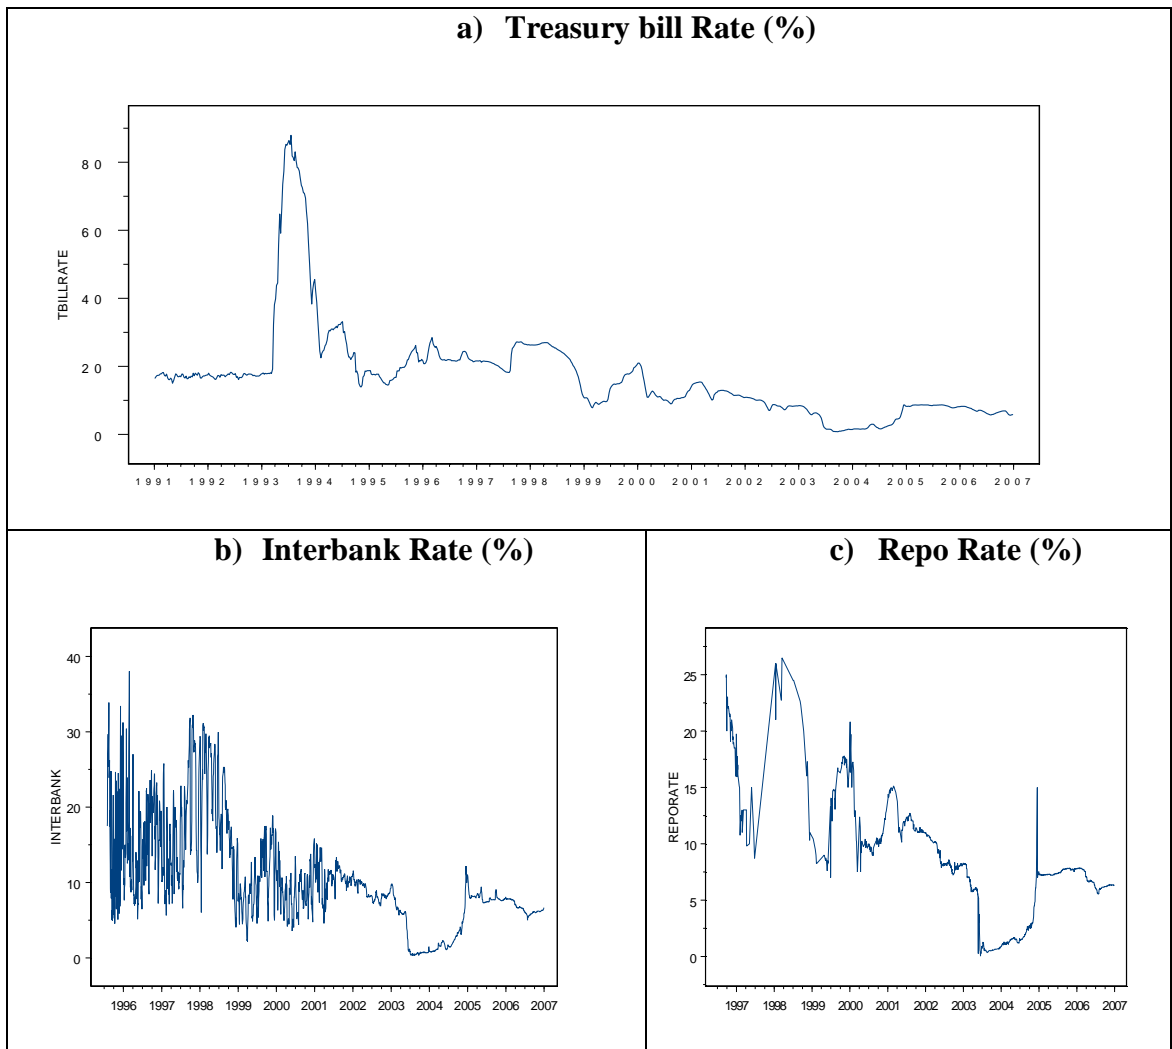 a) Treasury bill Rate (%)
TBILLRATE
80
60
40
20
0
1991 1992 1993 1994 1995 1996 1997 1998 1999 2000 2001 2002 2003 2004 2005 2006 2007
b) Interbank Rate (%)
INTERBANK
40
30
20
10
0
1996 1997 1998 1999 2000 2001 2002 2003 2004 2005 2006 2007
c) Repo Rate (%)
REPORATE
25
20
15
10
5
0
1997 1998 1999 2000 2001 2002 2003 2004 2005 2006 2007